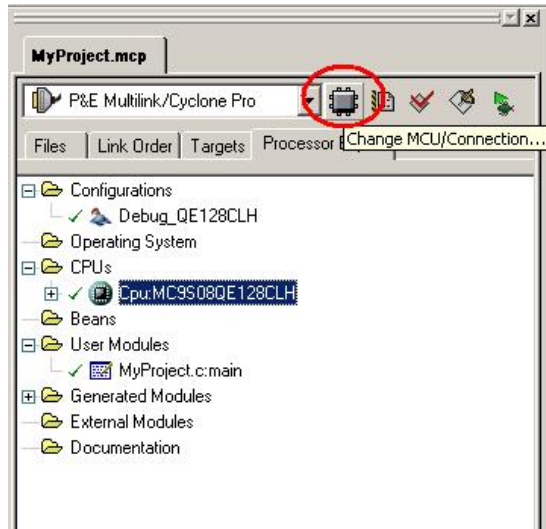 MyProject.mcp
P&E Multilink/Cyclone Pro
Files Link Order Targets Processor
Change MCU/Connection...
Configurations
Debug_QE128CLH
Operating System
CPUs
Cpu:MC9S08QE128CLH
Beans
User Modules
MyProject.c:main
Generated Modules
External Modules
Documentation